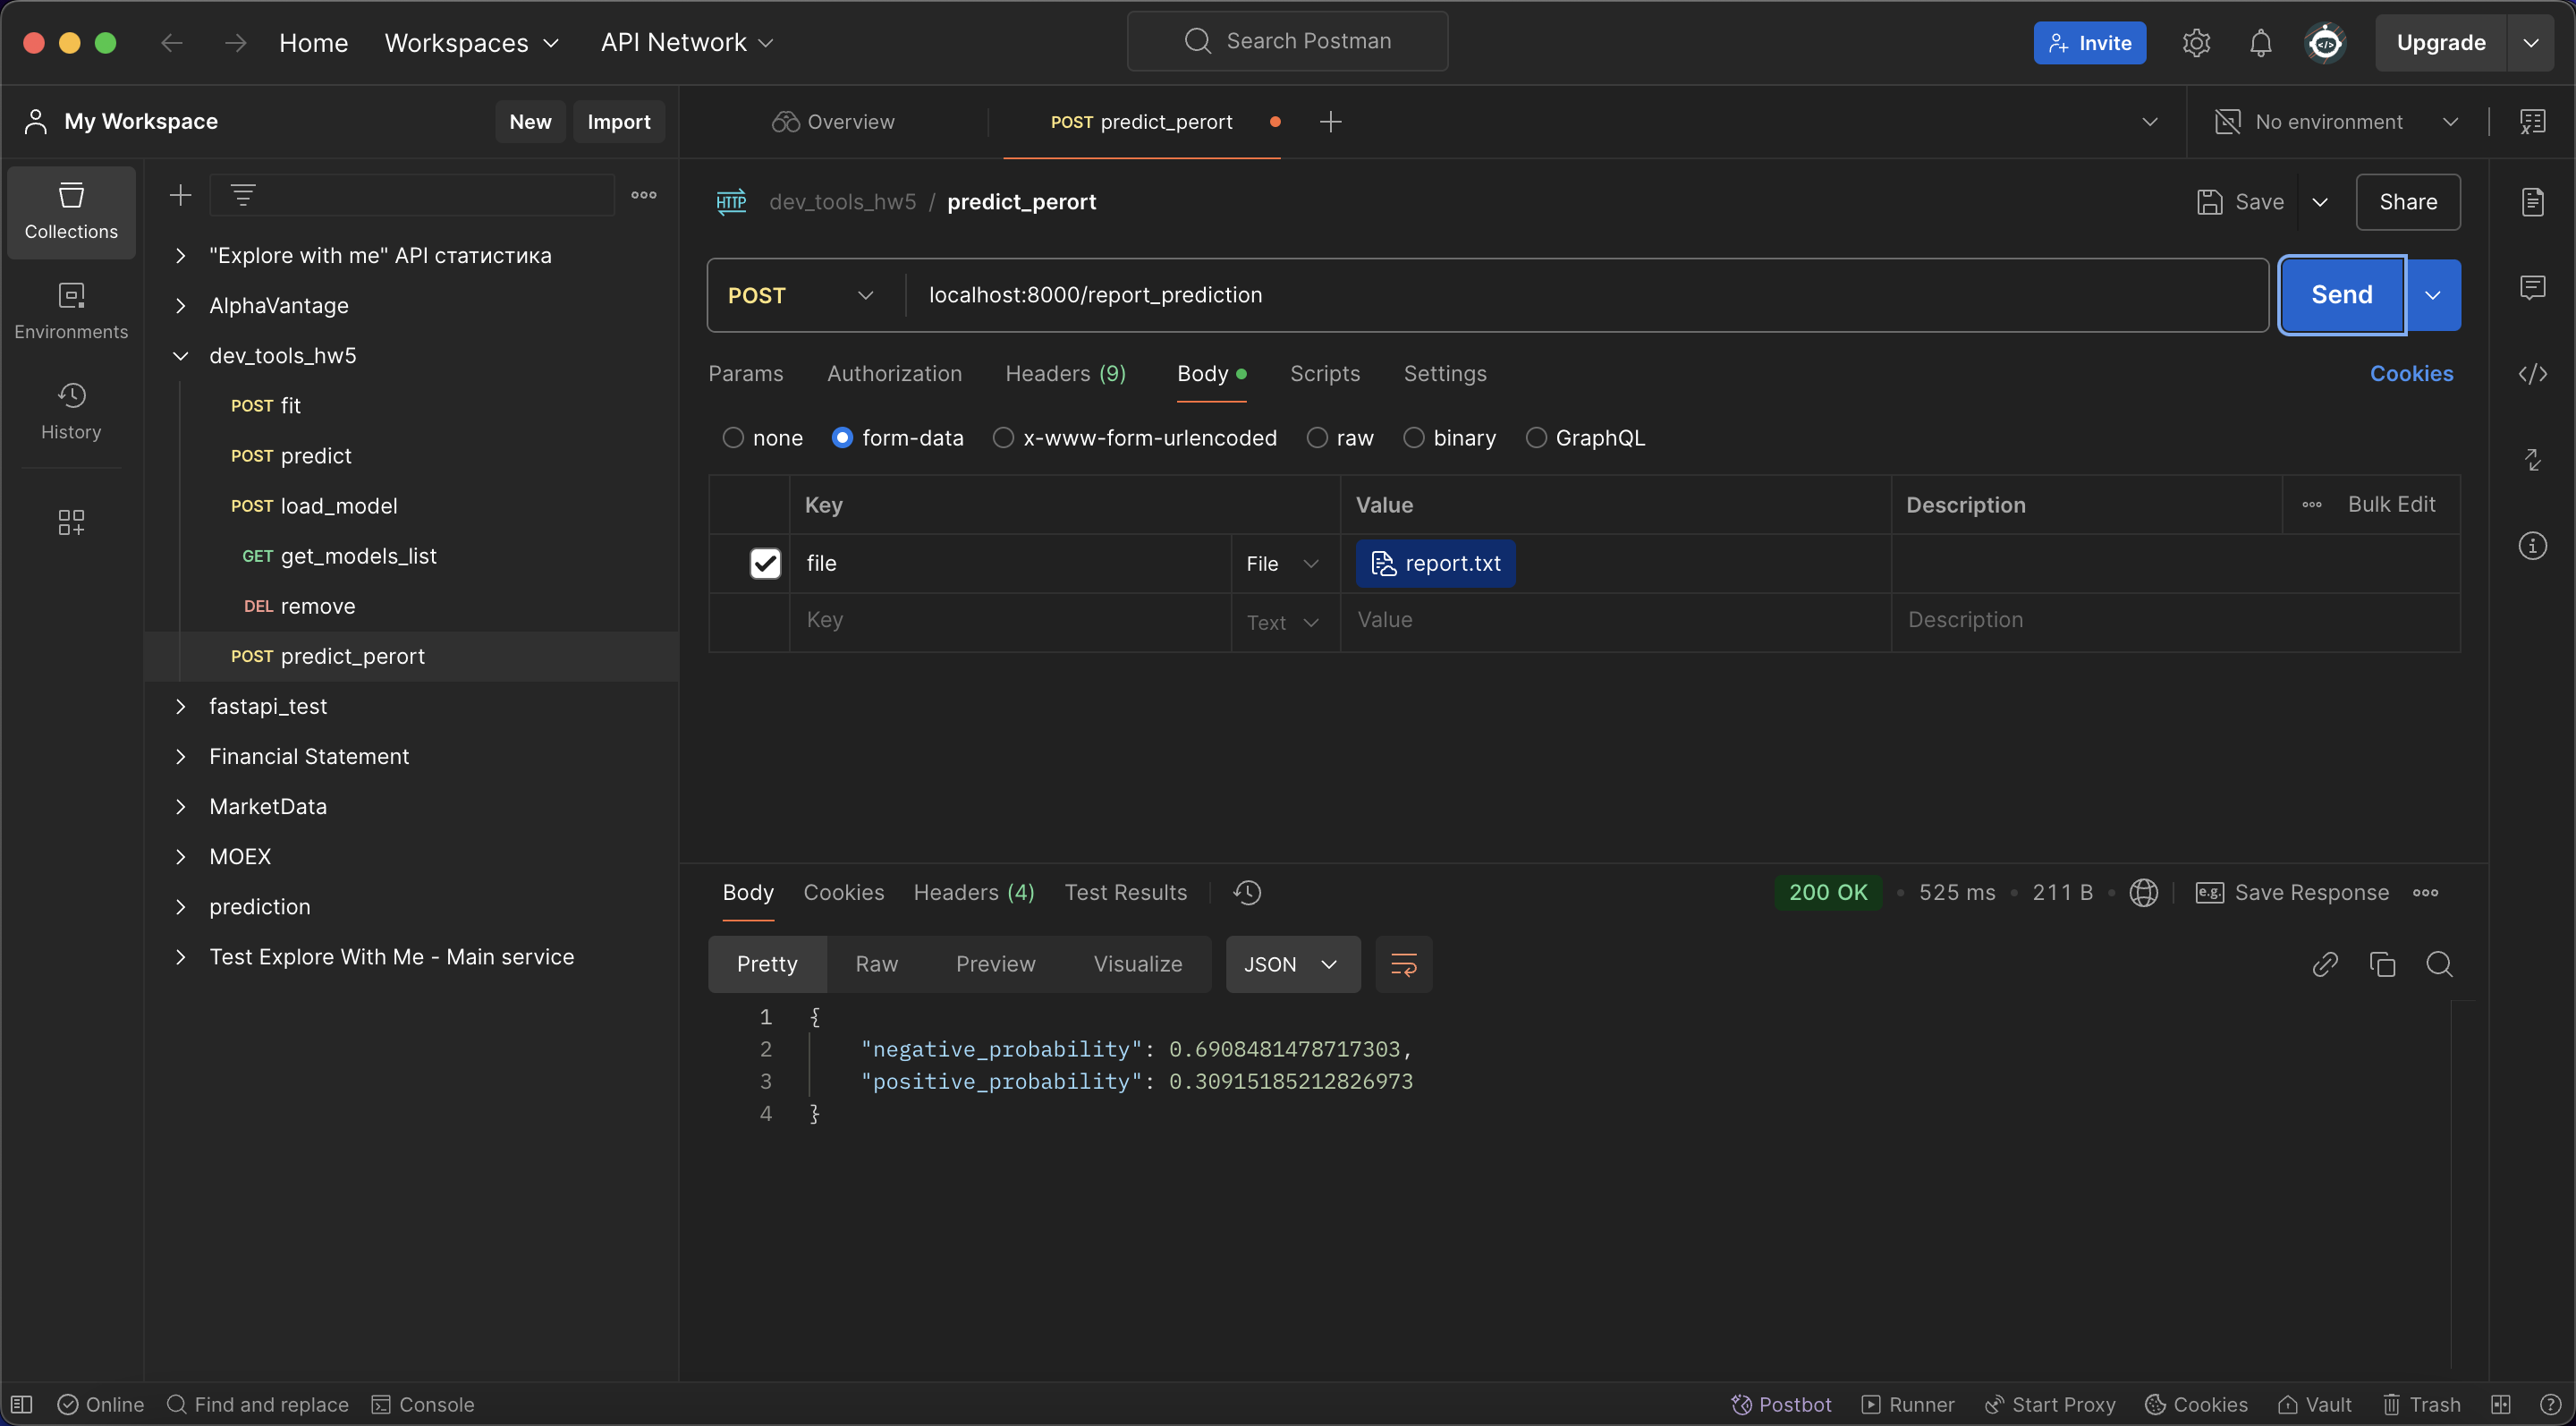 Home Workspaces API Network Search Postman Invite Upgrade
My Workspace New Import Overview POST predict_perort No environment
Collections
Environments
History
"Explore with me" API статистика
AlphaVantage
dev_tools_hw5
POST fit
POST predict
POST load_model
GET get_models_list
DEL remove
POST predict_perort
fastapi_test
Financial Statement
MarketData
MOEX
prediction
Test Explore With Me - Main service
HTTP dev_tools_hw5 / predict_perort Save Share
POST localhost:8000/report_prediction Send
Params Authorization Headers (9) Body Scripts Settings Cookies
none form-data x-www-form-urlencoded raw binary GraphQL
Key Value Description Bulk Edit
file File report.txt
Key Text Value Description
Body Cookies Headers (4) Test Results 200 OK 525 ms 211 B e.g. Save Response
Pretty Raw Preview Visualize JSON
1 {
2 "negative_probability": 0.6908481478717303,
3 "positive_probability": 0.30915185212826973
4 }
Online Find and replace Console Postbot Runner Start Proxy Cookies Vault Trash